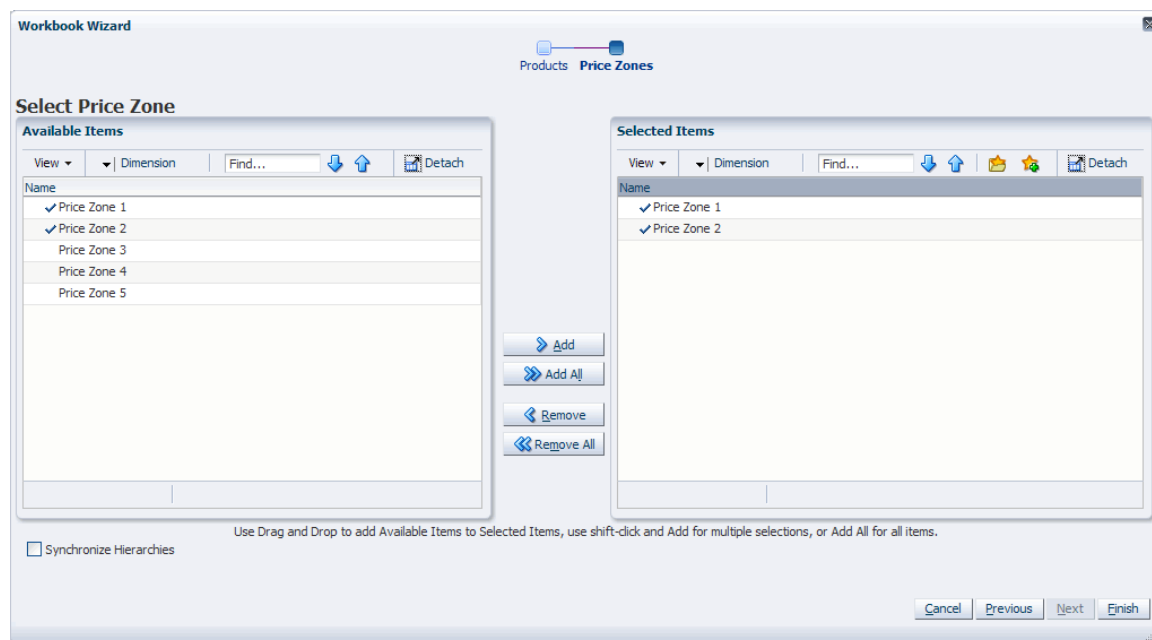 Workbook Wizard
Products Price Zones
Select Price Zone
Available Items
View Dimension Find... Detach
Name
Price Zone 1
Price Zone 2
Price Zone 3
Price Zone 4
Price Zone 5
Add
Add All
Remove
Remove All
Selected Items
View Dimension Find... Detach
Name
Price Zone 1
Price Zone 2
Use Drag and Drop to add Available Items to Selected Items, use shift-click and Add for multiple selections, or Add All for all items.
Synchronize Hierarchies
Cancel Previous Next Finish